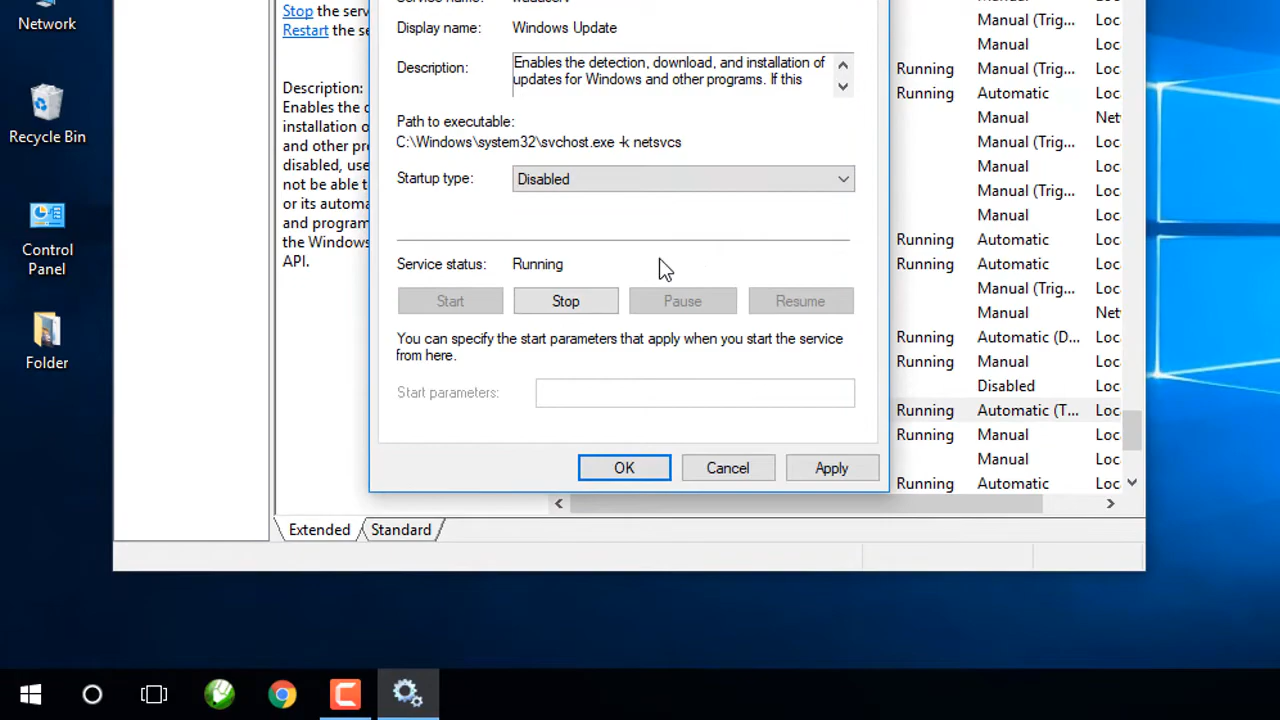 Network
Recycle Bin
Control
Panel
Folder
Stop the serv
Restart the se
Description:
Enables the d
installation o
and other pro
disabled, use
not be able t
or its automa
and program
the Windows
API.
Display name:
Windows Update
Description:
Enables the detection, download, and installation of
updates for Windows and other programs. If this
Path to executable:
C:\Windows\system32\svchost.exe -k netsvcs
Startup type:
Disabled
Service status:
Running
Start
Stop
Pause
Resume
You can specify the start parameters that apply when you start the service
from here.
Start parameters:
OK
Cancel
Apply
Manual (Trig... Loc
Manual Loc
Running Manual (Trig... Loc
Running Automatic Loc
Manual Net
Manual (Trig... Loc
Manual Loc
Manual (Trig... Loc
Manual Loc
Running Automatic Loc
Running Automatic Loc
Manual (Trig... Loc
Manual Net
Running Automatic (D... Loc
Running Manual Loc
Disabled Loc
Running Automatic (T... Loc
Running Manual Loc
Manual Loc
Running Automatic Loc
Extended
Standard